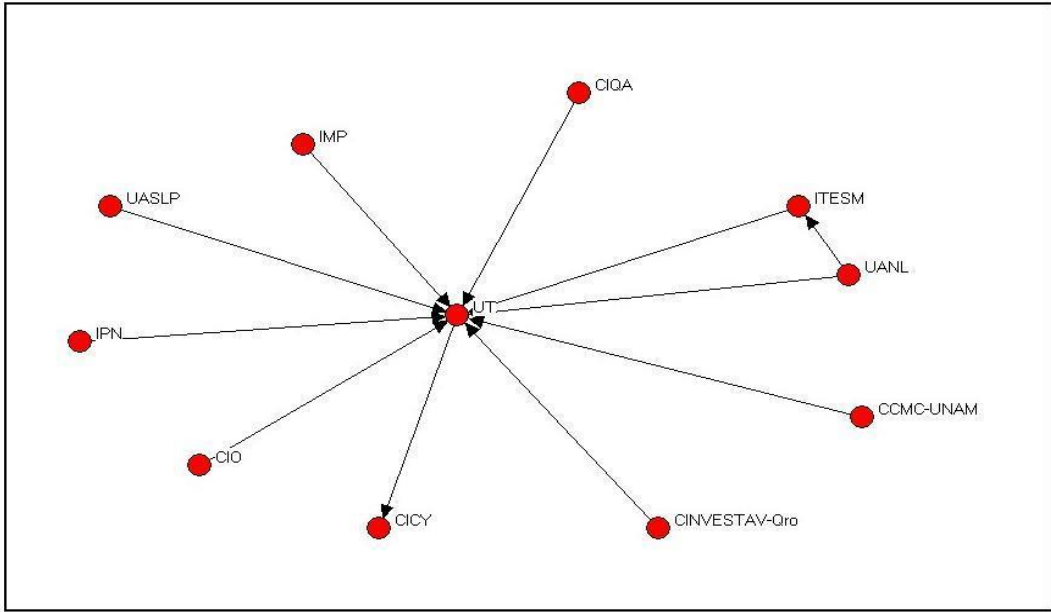 CIQA
IMP
UASLP
ITESM
UANL
UT
IPN
CCMC-UNAM
CIO
CICY
CINVESTAV-Qro